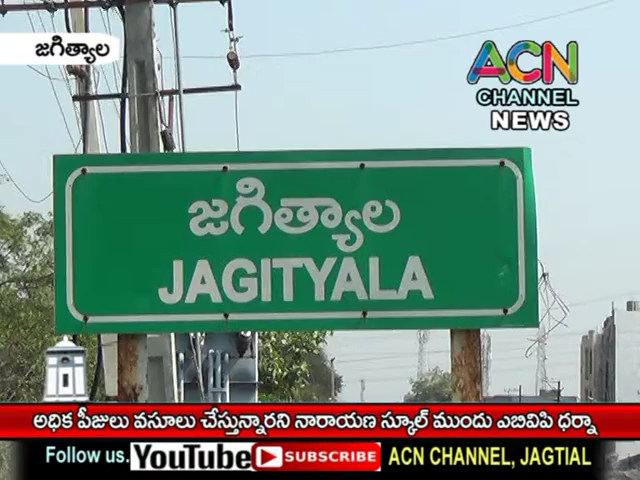 జగిత్యాల
ACN
CHANNEL
NEWS
జగిత్యాల
JAGITYALA
అధిక పీజులు వసూలు చేస్తున్నారని నారాయణ స్కూల్ ముందు ఎబివిపి ధర్నా
Follow us. YouTube SUBSCRIBE ACN CHANNEL, JAGTIAL